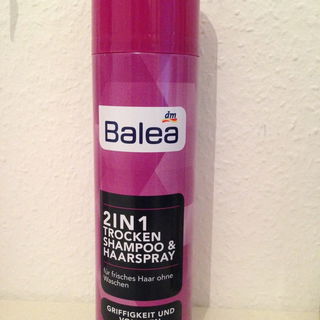 dm
Balea
2IN1
TROCKEN
SHAMPOO &
HAARSPRAY
für frisches Haar ohne
Waschen
GRIFFIGKEIT UND